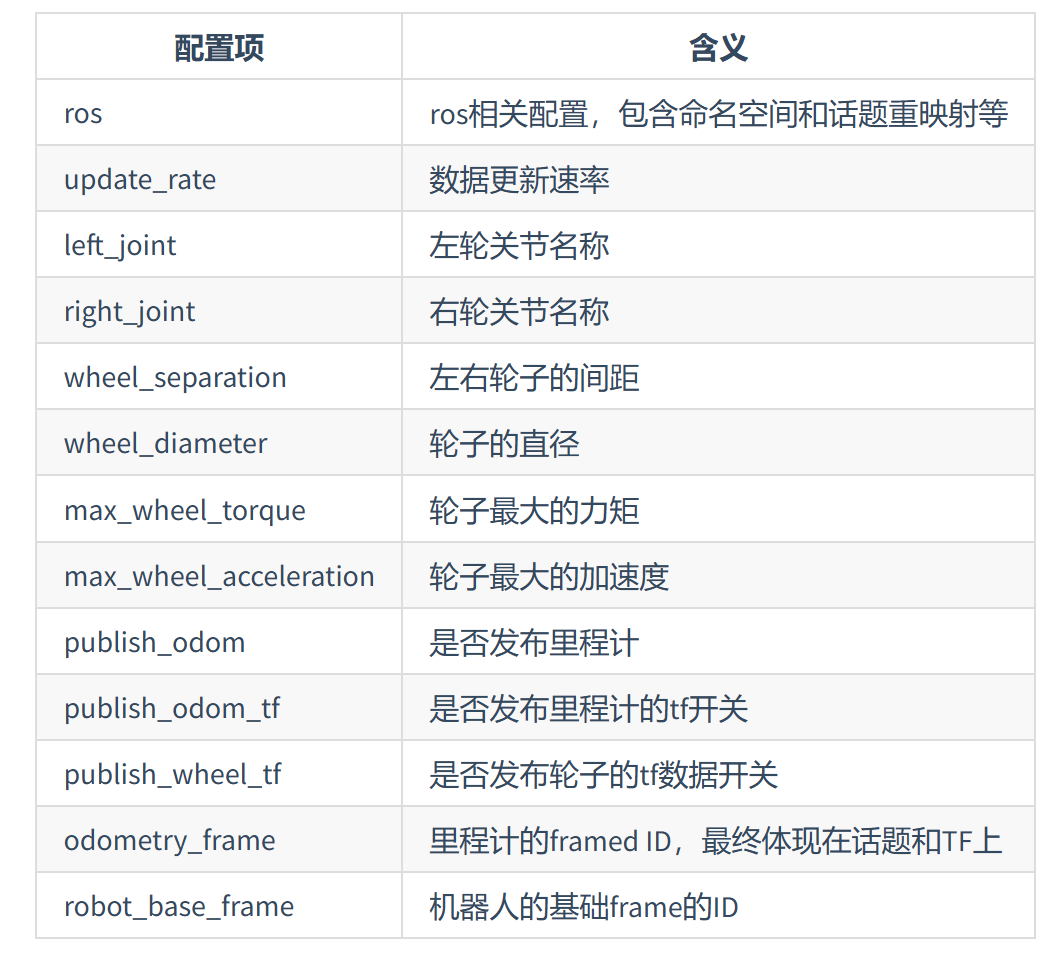 配置项 含义
ros ros相关配置，包含命名空间和话题重映射等
update_rate 数据更新速率
left_joint 左轮关节名称
right_joint 右轮关节名称
wheel_separation 左右轮子的间距
wheel_diameter 轮子的直径
max_wheel_torque 轮子最大的力矩
max_wheel_acceleration 轮子最大的加速度
publish_odom 是否发布里程计
publish_odom_tf 是否发布里程计的tf开关
publish_wheel_tf 是否发布轮子的tf数据开关
odometry_frame 里程计的framed ID，最终体现在话题和TF上
robot_base_frame 机器人的基础frame的ID